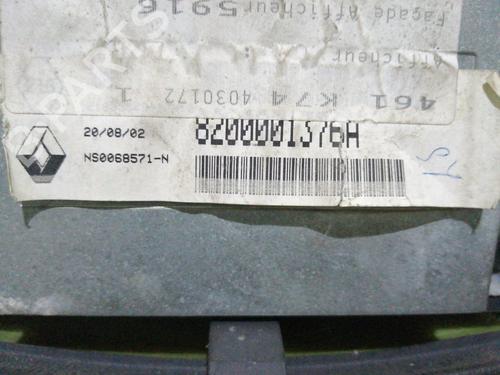 Façade Afficheur 5916
Afficheur
461 K74 4030172 1
20/08/02
8200001376A
NS0068571-N